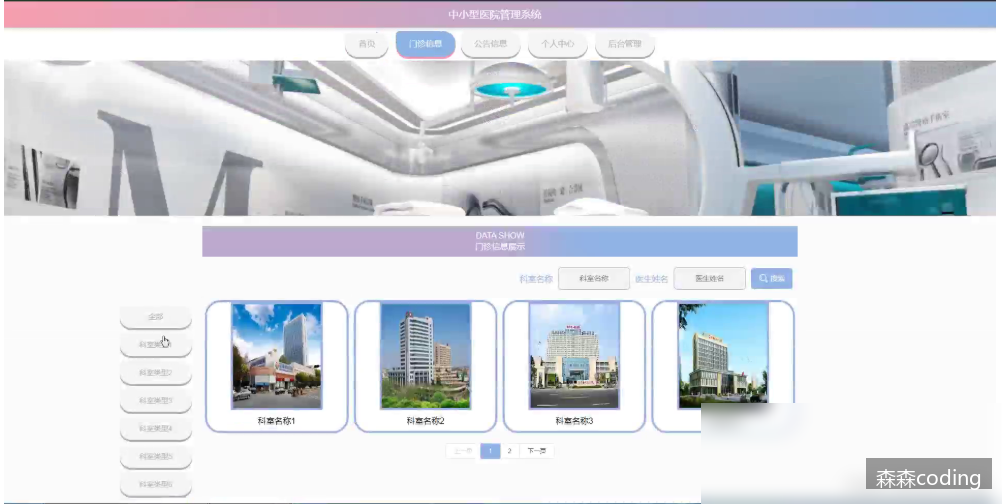 中小型医院管理系统
首页
门诊信息
公告信息
个人中心
后台管理
M
DATA SHOW
门诊信息展示
科室名称
科室名称
医生姓名
医生姓名
搜索
全部
科室类型2
科室类型3
科室类型4
科室类型5
科室类型6
科室名称1
科室名称2
科室名称3
上一页
1
2
下一页
森森coding